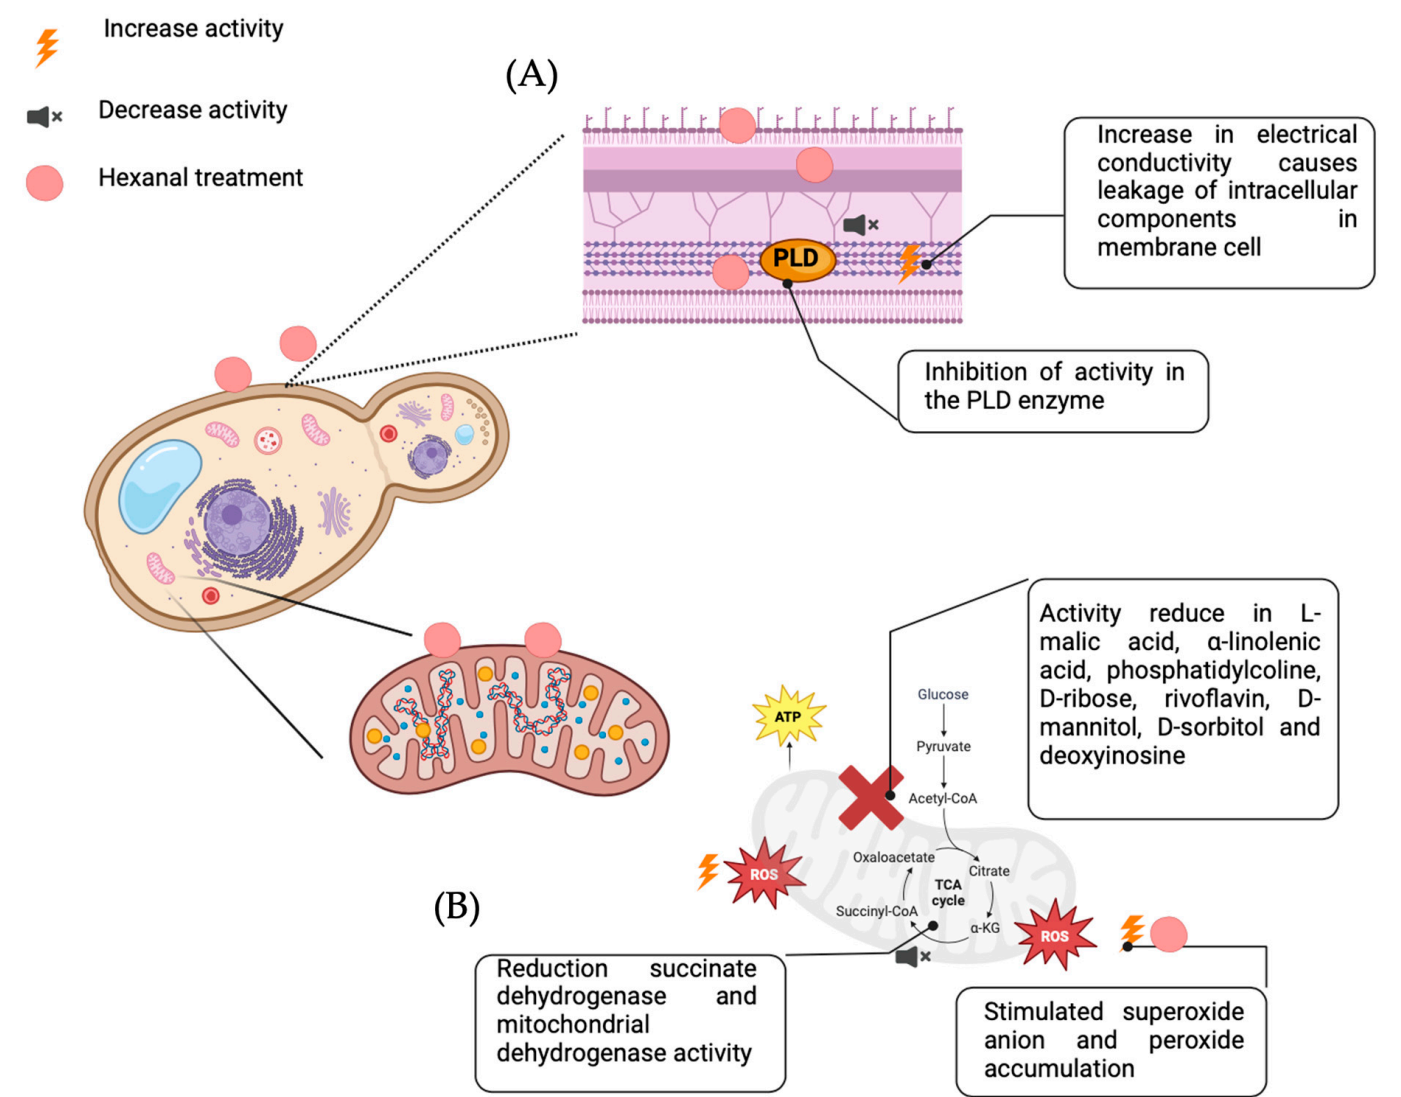 Increase activity
Decrease activity
Hexanal treatment
(A)
PLD
Increase in electrical
conductivity causes
leakage of intracellular
components in
membrane cell
Inhibition of activity in
the PLD enzyme
Activity reduce in L-
malic acid, α-linolenic
acid, phosphatidylcoline,
D-ribose, rivoflavin, D-
mannitol, D-sorbitol and
deoxyinosine
ATP
Glucose
Pyruvate
Acetyl-CoA
Oxaloacetate
Citrate
TCA
cycle
Succinyl-CoA
α-KG
ROS
ROS
(B)
Reduction succinate
dehydrogenase and
mitochondrial
dehydrogenase activity
Stimulated superoxide
anion and peroxide
accumulation